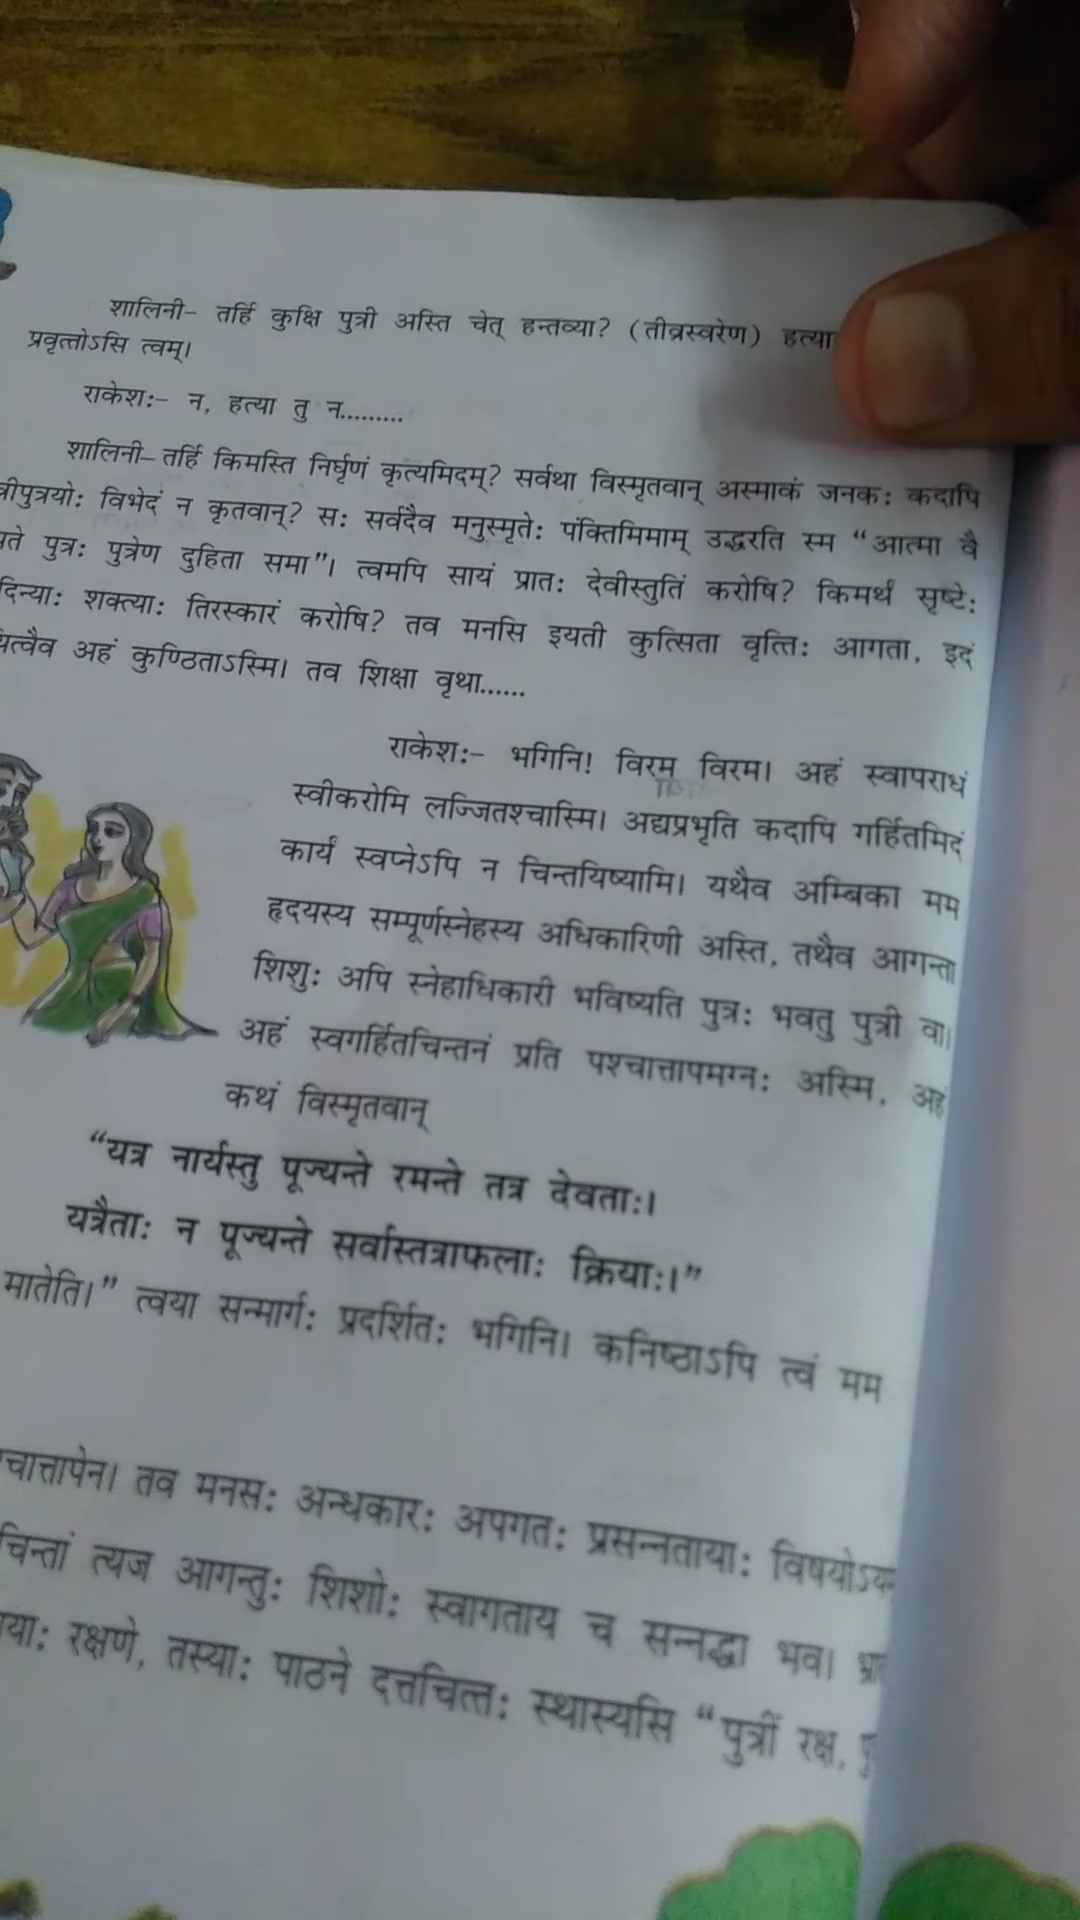 शालिनी– तर्हि कुक्षि पुत्री अस्ति चेत् हन्तव्या? (तीव्रस्वरेण) हत्या
प्रवृत्तोऽसि त्वम्।
राकेशः– न, हत्या तु न.........
शालिनी– तर्हि किमस्ति निर्घृणं कृत्यमिदम्? सर्वथा विस्मृतवान् अस्माकं जनकः कदापि
विभेदं न कृतवान्? सः सर्वदैव मनुस्मृतेः पंक्तिमिमाम् उद्धरति स्म “आत्मा वै
पुत्रः पुत्रेण दुहिता समा”। त्वमपि सायं प्रातः देवीस्तुतिं करोषि? किमर्थं सृष्टेः
शक्त्याः तिरस्कारं करोषि? तव मनसि इयती कुत्सिता वृत्तिः आगता, इदं
अहं कुण्ठिताऽस्मि। तव शिक्षा वृथा......
राकेशः– भगिनि! विरम विरम। अहं स्वापराधं
स्वीकरोमि लज्जितश्चास्मि। अद्यप्रभृति कदापि गर्हितमिदं
कार्यं स्वप्नेऽपि न चिन्तयिष्यामि। यथैव अम्बिका मम
हृदयस्य सम्पूर्णस्नेहस्य अधिकारिणी अस्ति, तथैव आगन्ता
शिशुः अपि स्नेहाधिकारी भविष्यति पुत्रः भवतु पुत्री वा।
अहं स्वगर्हितचिन्तनं प्रति पश्चात्तापमग्नः अस्मि, अहं
कथं विस्मृतवान्
“यत्र नार्यस्तु पूज्यन्ते रमन्ते तत्र देवताः।
यत्रैताः न पूज्यन्ते सर्वास्तत्राफलाः क्रियाः।”
मातेति।” त्वया सन्मार्गः प्रदर्शितः भगिनि। कनिष्ठाऽपि त्वं मम
तव मनसः अन्धकारः अपगतः प्रसन्नतायाः
चिन्तां त्यज आगन्तुः शिशोः स्वागताय च सन्नद्धा भव।
रक्षणे, तस्याः पाठने दत्तचित्तः स्थास्यसि “पुत्रीं रक्ष,